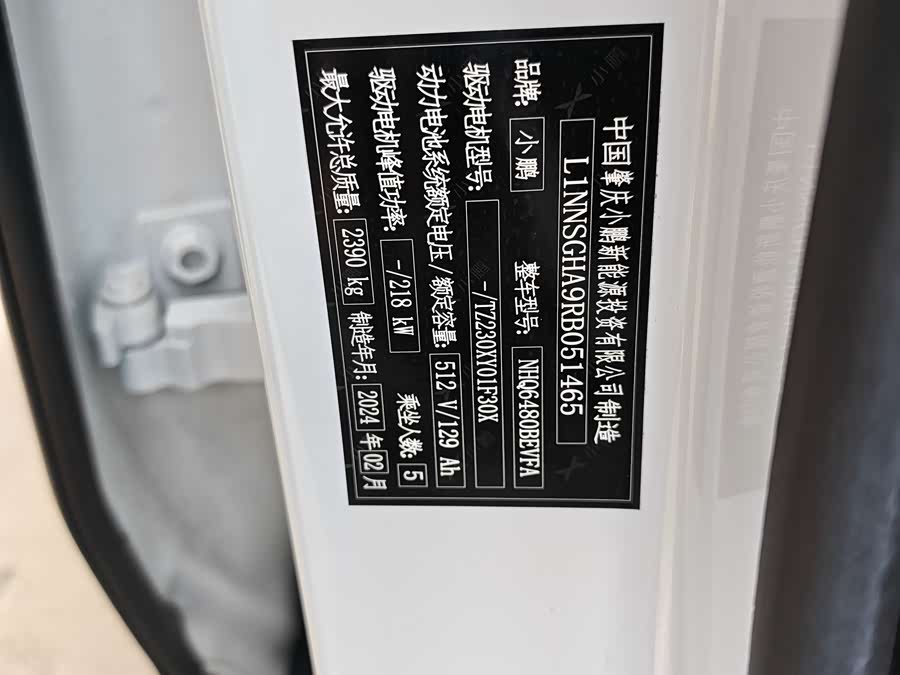 中国肇庆小鹏新能源投资有限公司制造
L1NNSGHA9RB051465
品牌: 小鹏 整车型号: NHQ6480BEVFA
驱动电机型号: -/TZ230XY01F30X
动力电池系统额定电压/额定容量: 512 V/129 Ah
驱动电机峰值功率: -/218 kW 乘坐人数: 5
最大允许总质量: 2390 kg 制造年月: 2024 年 02 月